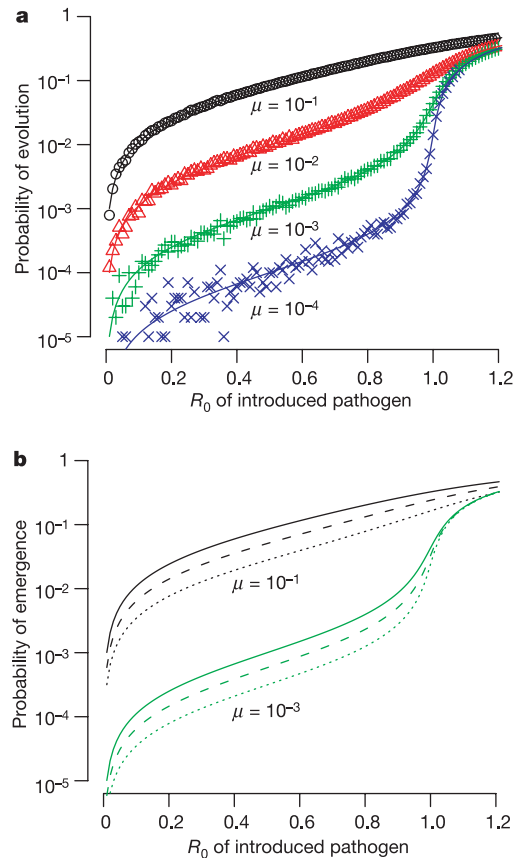 a
Probability of evolution
1
10⁻¹
10⁻²
10⁻³
10⁻⁴
10⁻⁵
μ = 10⁻¹
μ = 10⁻²
μ = 10⁻³
μ = 10⁻⁴
0 0.2 0.4 0.6 0.8 1.0 1.2
R₀ of introduced pathogen
b
Probability of emergence
1
10⁻¹
10⁻²
10⁻³
10⁻⁴
10⁻⁵
μ = 10⁻¹
μ = 10⁻³
0 0.2 0.4 0.6 0.8 1.0 1.2
R₀ of introduced pathogen